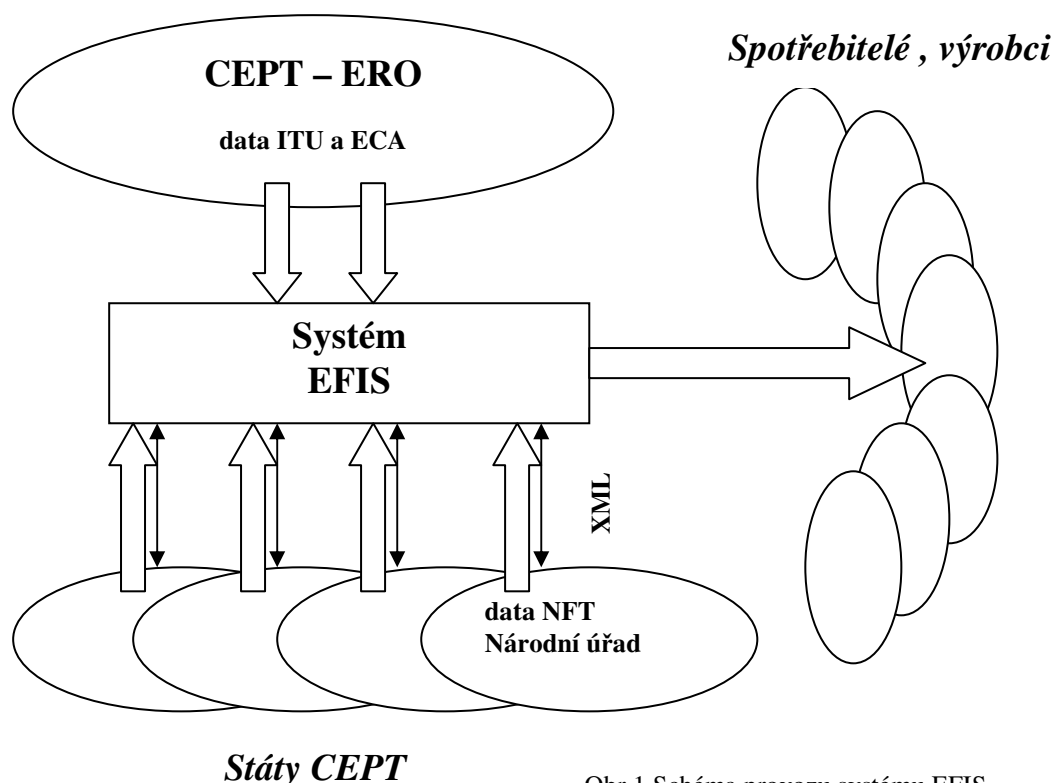 Spotřebitelé , výrobci
CEPT – ERO
data ITU a ECA
Systém
EFIS
XML
data NFT
Národní úřad
Státy CEPT
Obr.1 Schéma provozu systému EFIS